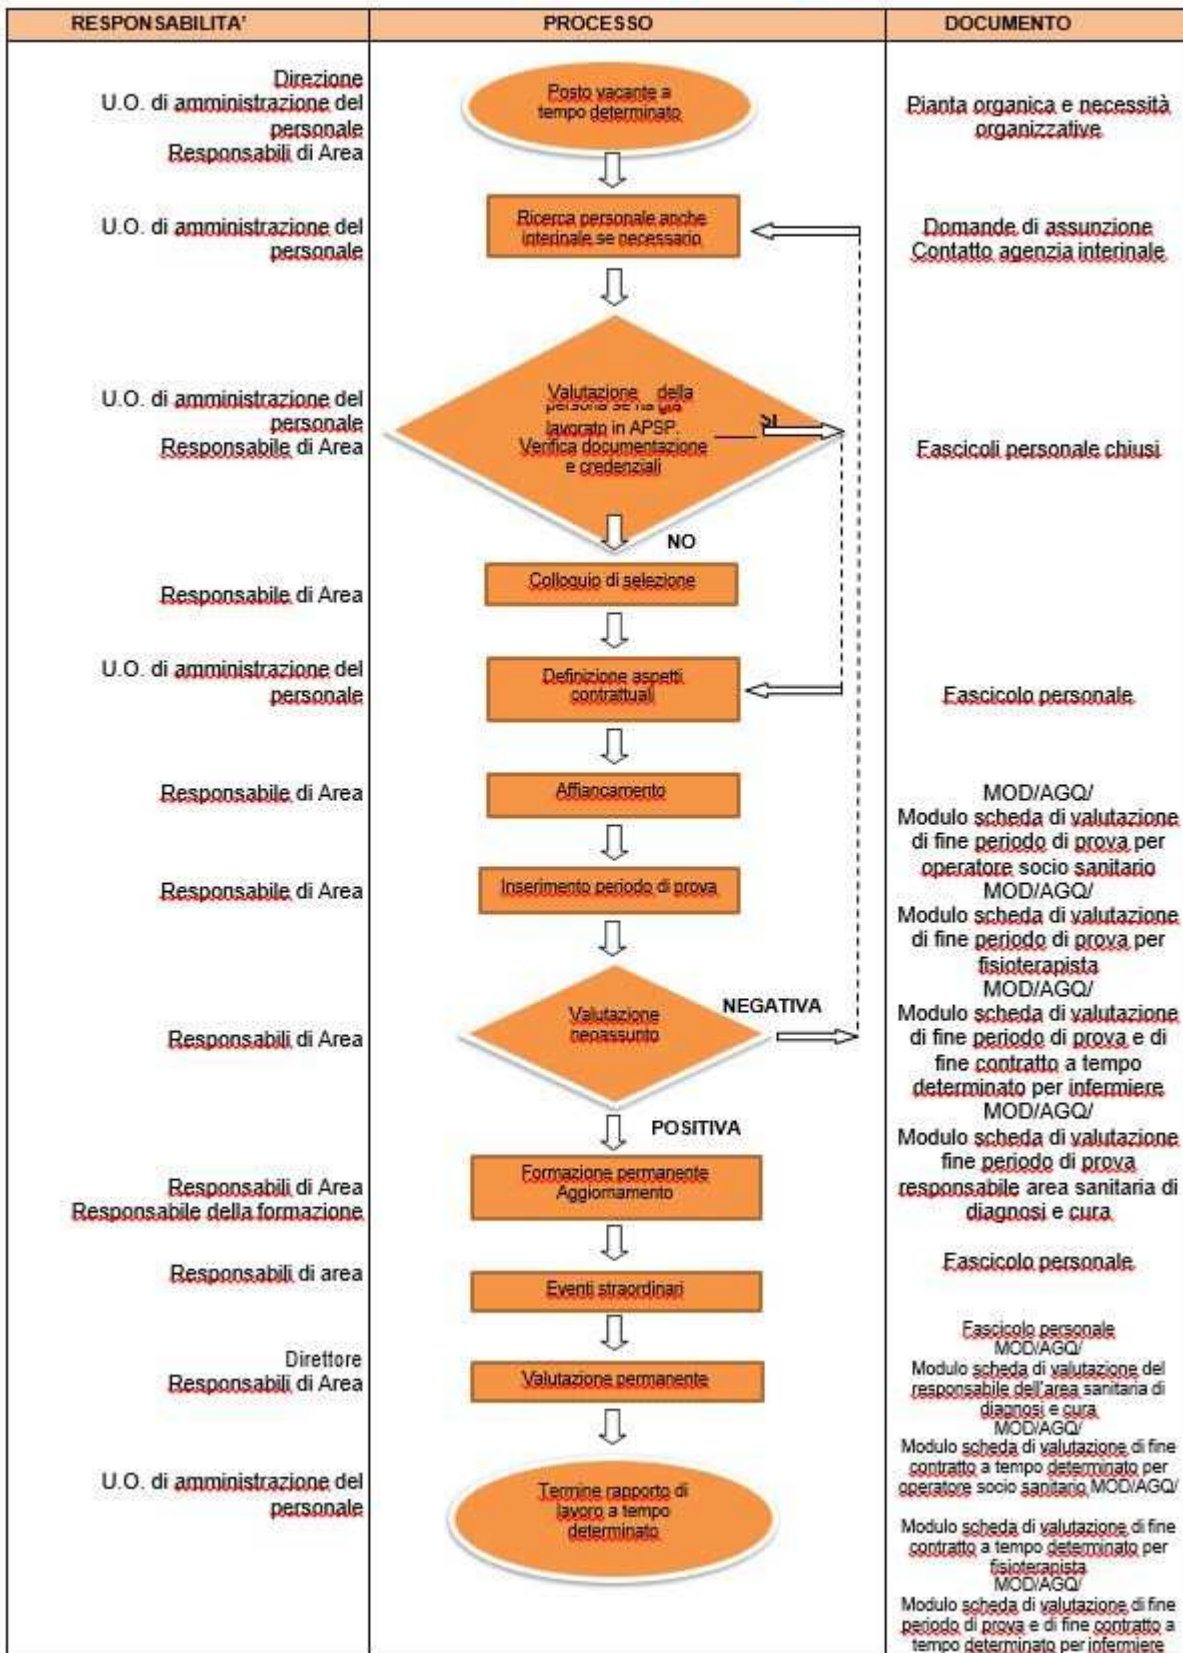 RESPONSABILITA'
PROCESSO
DOCUMENTO
Direzione
U.O. di amministrazione del
personale
Responsabili di Area
Posto vacante a
tempo determinato
Pianta organica e necessità
organizzative
U.O. di amministrazione del
personale
Ricerca personale anche
interinale se necessario
Domande di assunzione
Contatto agenzia interinale
U.O. di amministrazione del
personale
Responsabile di Area
Valutazione della
persona se ha già
lavorato in APSP.
Verifica documentazione
e credenziali
SI
Fascicoli personale chiusi
NO
Responsabile di Area
Colloquio di selezione
U.O. di amministrazione del
personale
Definizione aspetti
contrattuali
Fascicolo personale
Responsabile di Area
Affiancamento
MOD/AGQ/
Modulo scheda di valutazione
di fine periodo di prova per
operatore socio sanitario
Responsabile di Area
Inserimento periodo di prova
MOD/AGQ/
Modulo scheda di valutazione
di fine periodo di prova per
fisioterapista
Responsabili di Area
Valutazione
neoassunto
NEGATIVA
MOD/AGQ/
Modulo scheda di valutazione
di fine periodo di prova e di
fine contratto a tempo
determinato per infermiere
POSITIVA
MOD/AGQ/
Modulo scheda di valutazione
fine periodo di prova
responsabile area sanitaria di
diagnosi e cura
Responsabili di Area
Responsabile della formazione
Formazione permanente
Aggiornamento
Responsabili di area
Eventi straordinari
Fascicolo personale
Direttore
Responsabili di Area
Valutazione permanente
Fascicolo personale
MOD/AGQ/
Modulo scheda di valutazione del
responsabile dell'area sanitaria di
diagnosi e cura
MOD/AGQ/
Modulo scheda di valutazione di fine
contratto a tempo determinato per
operatore socio sanitario MOD/AGQ/
U.O. di amministrazione del
personale
Termine rapporto di
lavoro a tempo
determinato
Modulo scheda di valutazione di fine
contratto a tempo determinato per
fisioterapista
MOD/AGQ/
Modulo scheda di valutazione di fine
periodo di prova e di fine contratto a
tempo determinato per infermiere